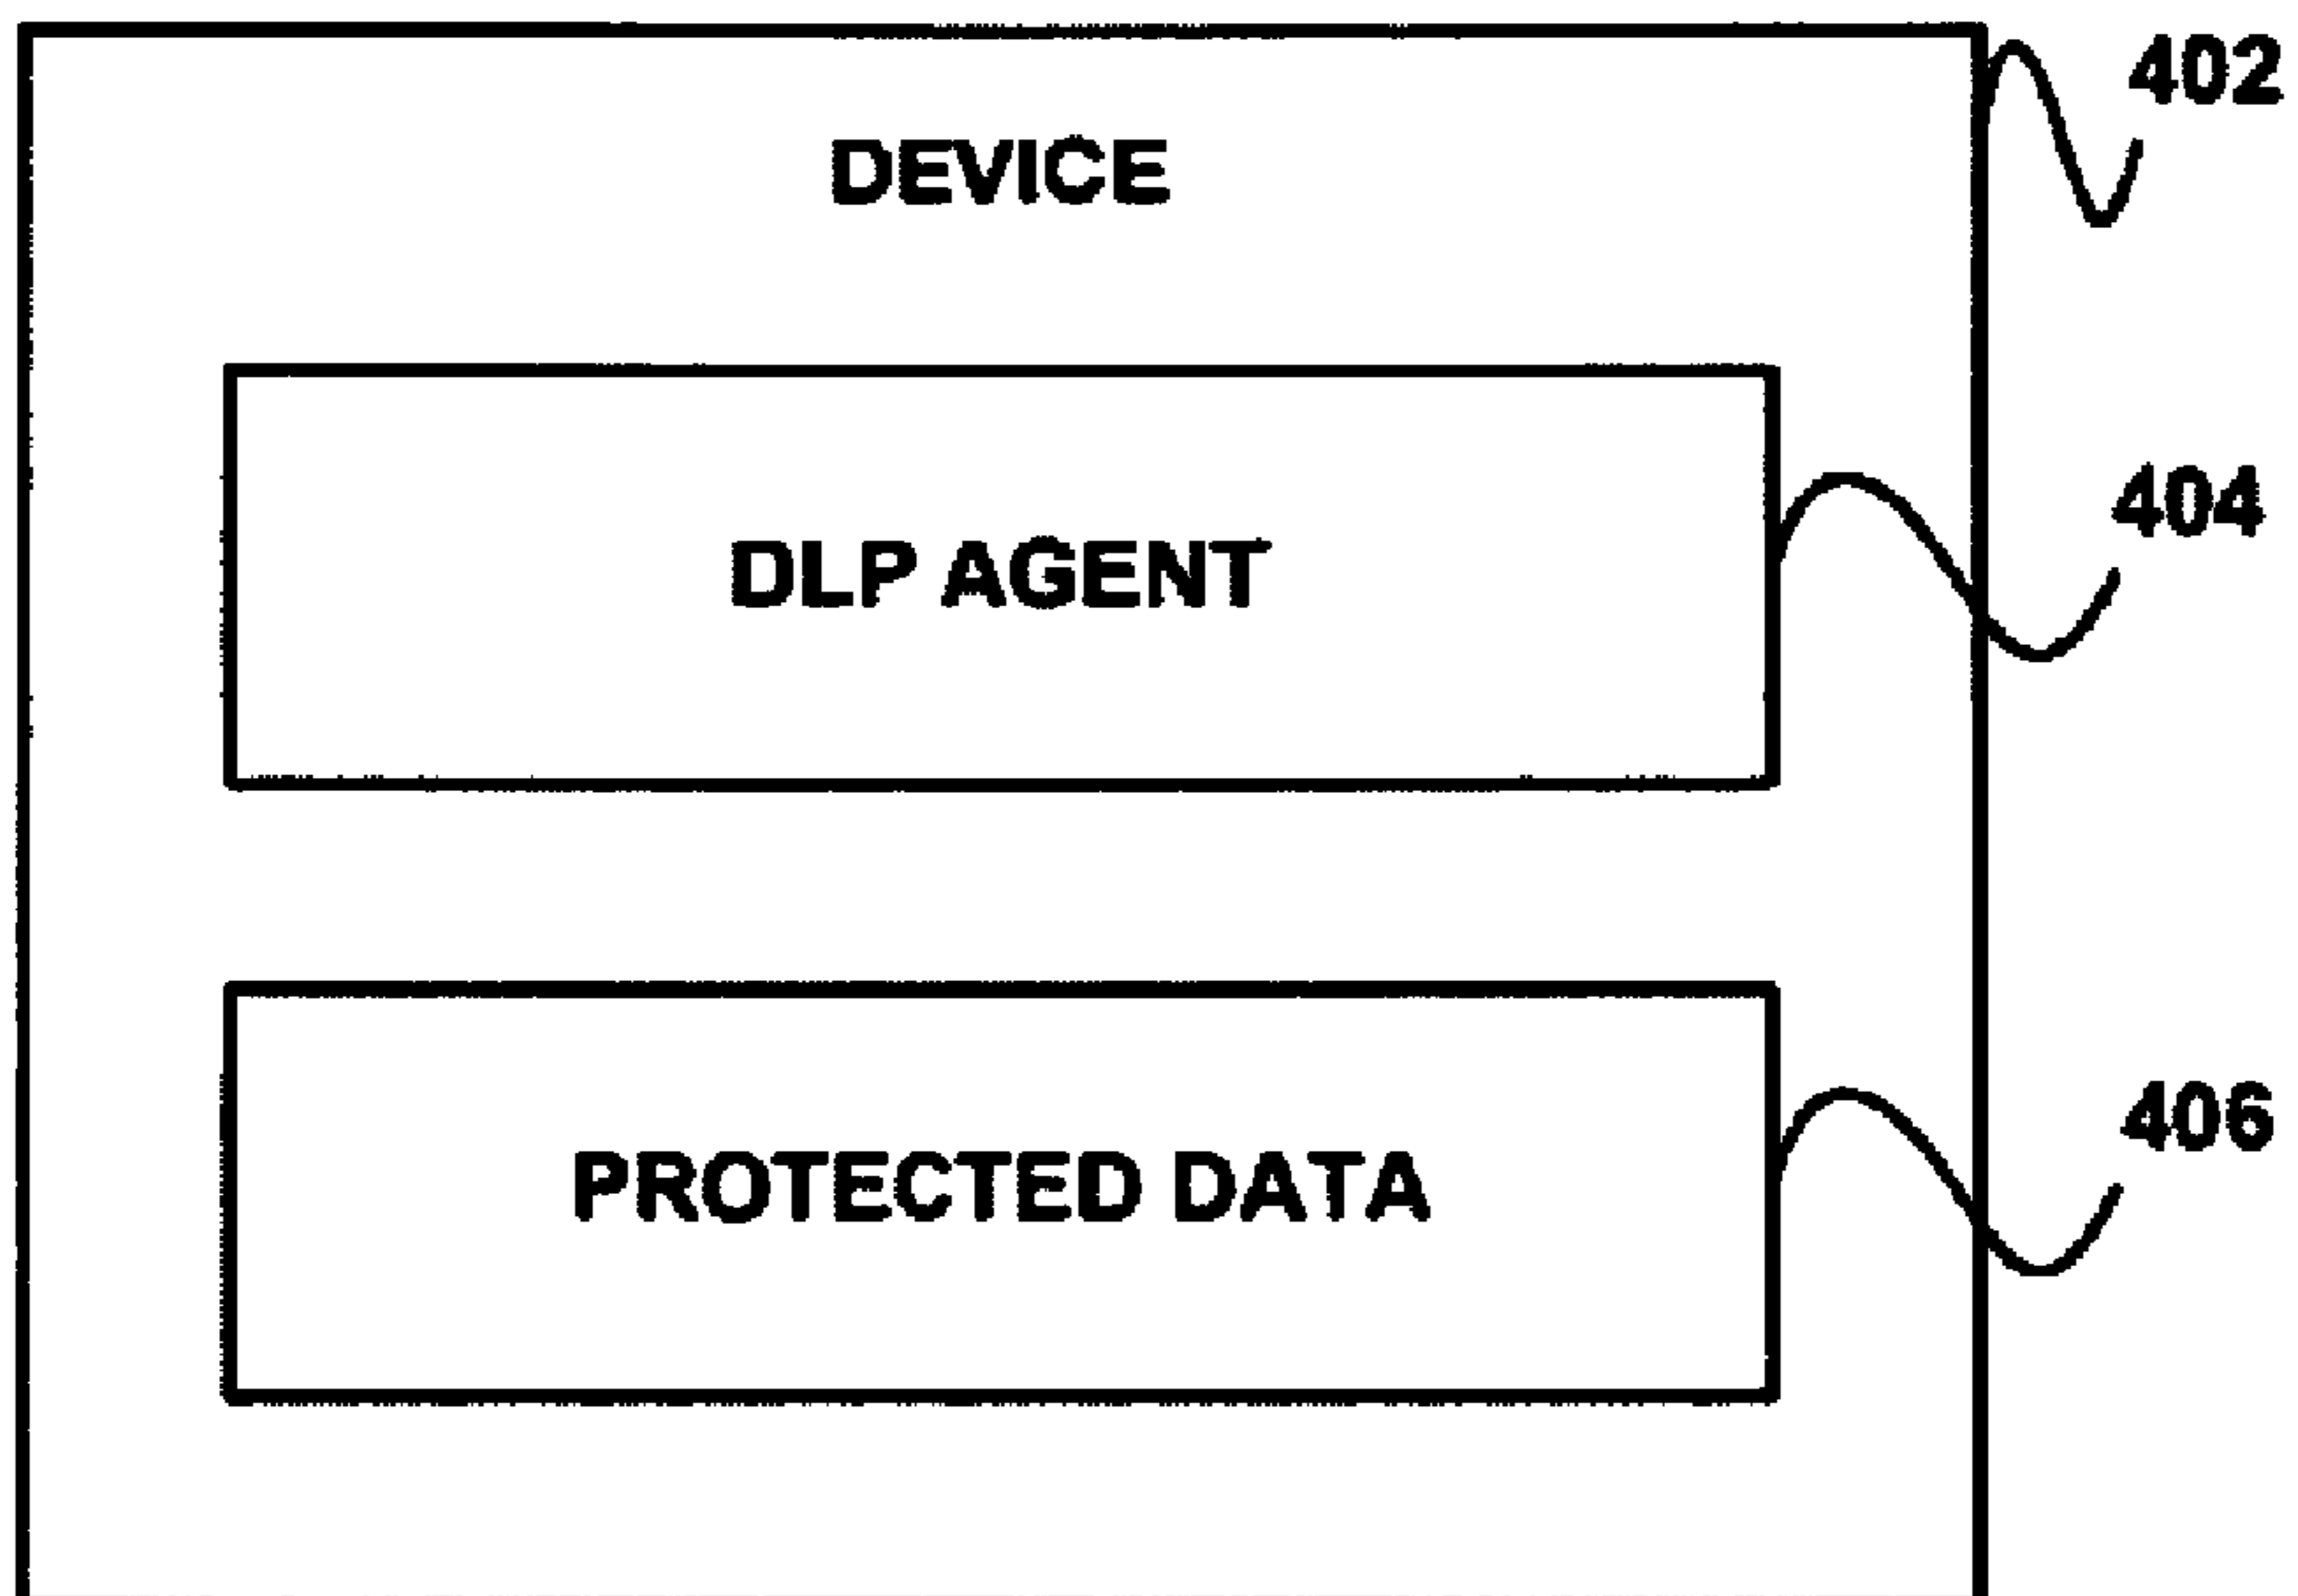 402
DEVICE
404
DLP AGENT
406
PROTECTED DATA